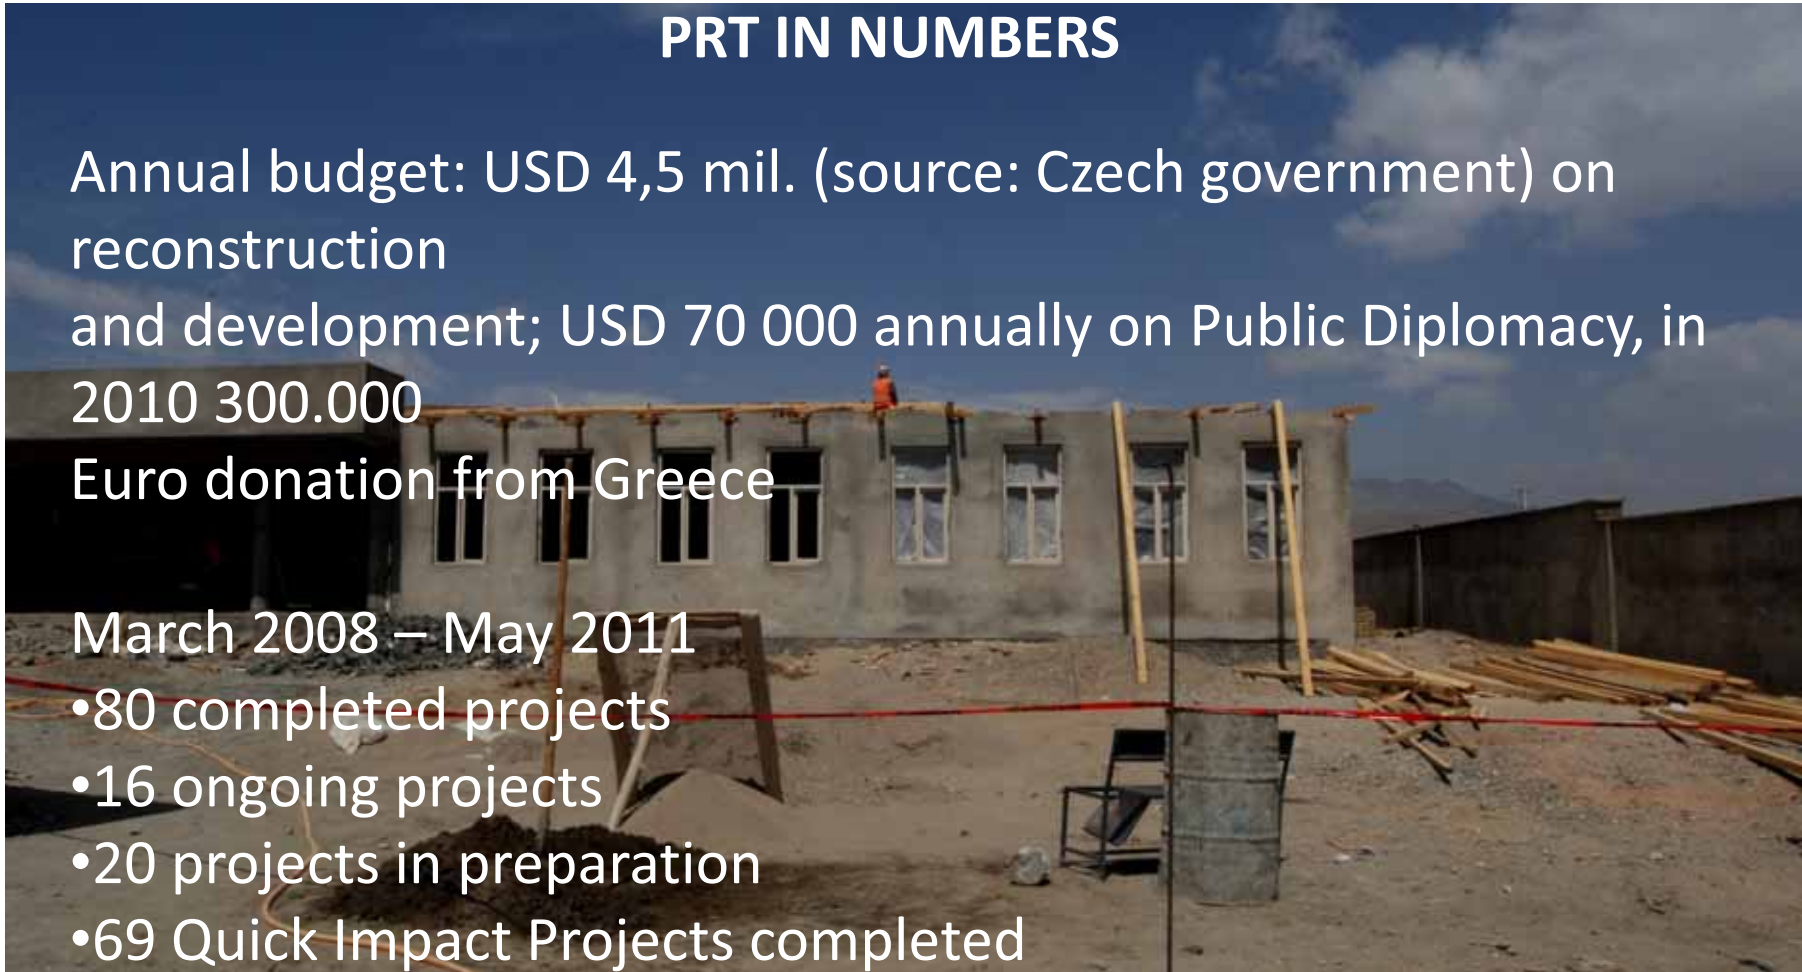 PRT IN NUMBERS
Annual budget: USD 4,5 mil. (source: Czech government) on
reconstruction
and development; USD 70 000 annually on Public Diplomacy, in
2010 300.000
Euro donation from Greece
March 2008 – May 2011
•80 completed projects
•16 ongoing projects
•20 projects in preparation
•69 Quick Impact Projects completed